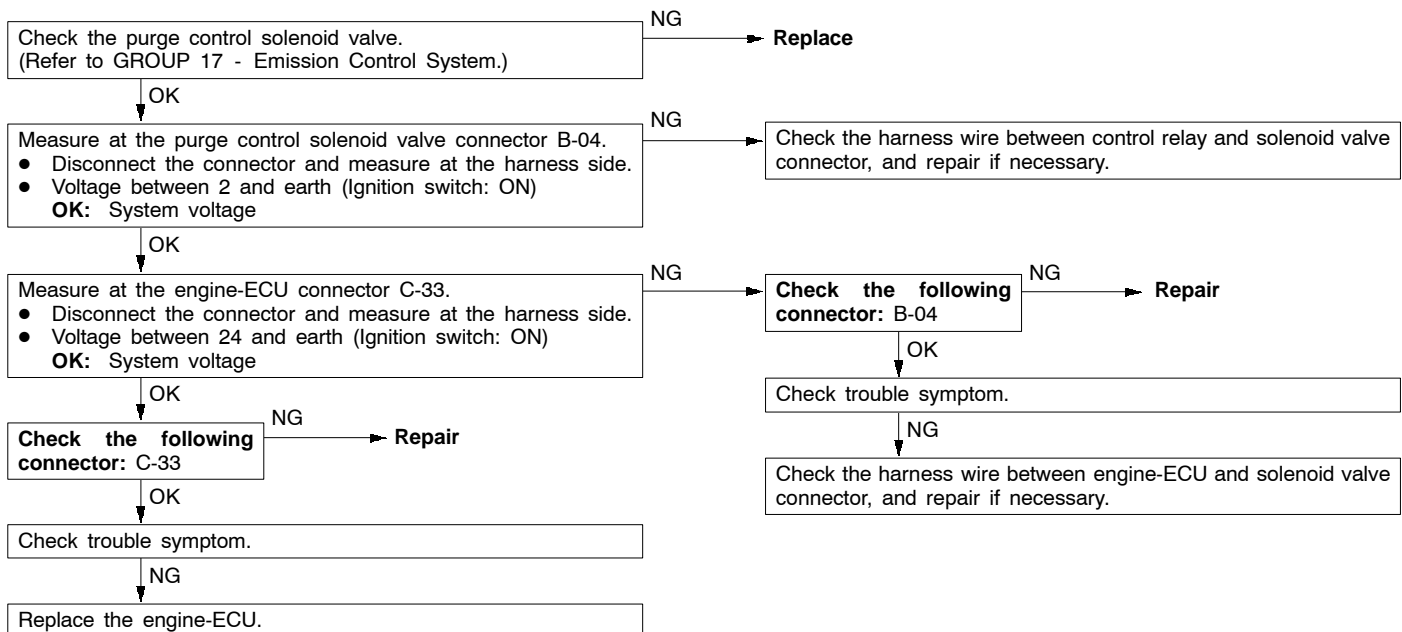 Check the purge control solenoid valve.
(Refer to GROUP 17 - Emission Control System.)
NG
Replace
OK
Measure at the purge control solenoid valve connector B-04.
● Disconnect the connector and measure at the harness side.
● Voltage between 2 and earth (Ignition switch: ON)
OK: System voltage
NG
Check the harness wire between control relay and solenoid valve
connector, and repair if necessary.
OK
Measure at the engine-ECU connector C-33.
● Disconnect the connector and measure at the harness side.
● Voltage between 24 and earth (Ignition switch: ON)
OK: System voltage
NG
Check the following
connector: B-04
NG
Repair
OK
Check trouble symptom.
NG
Check the harness wire between engine-ECU and solenoid valve
connector, and repair if necessary.
OK
Check the following
connector: C-33
NG
Repair
OK
Check trouble symptom.
NG
Replace the engine-ECU.